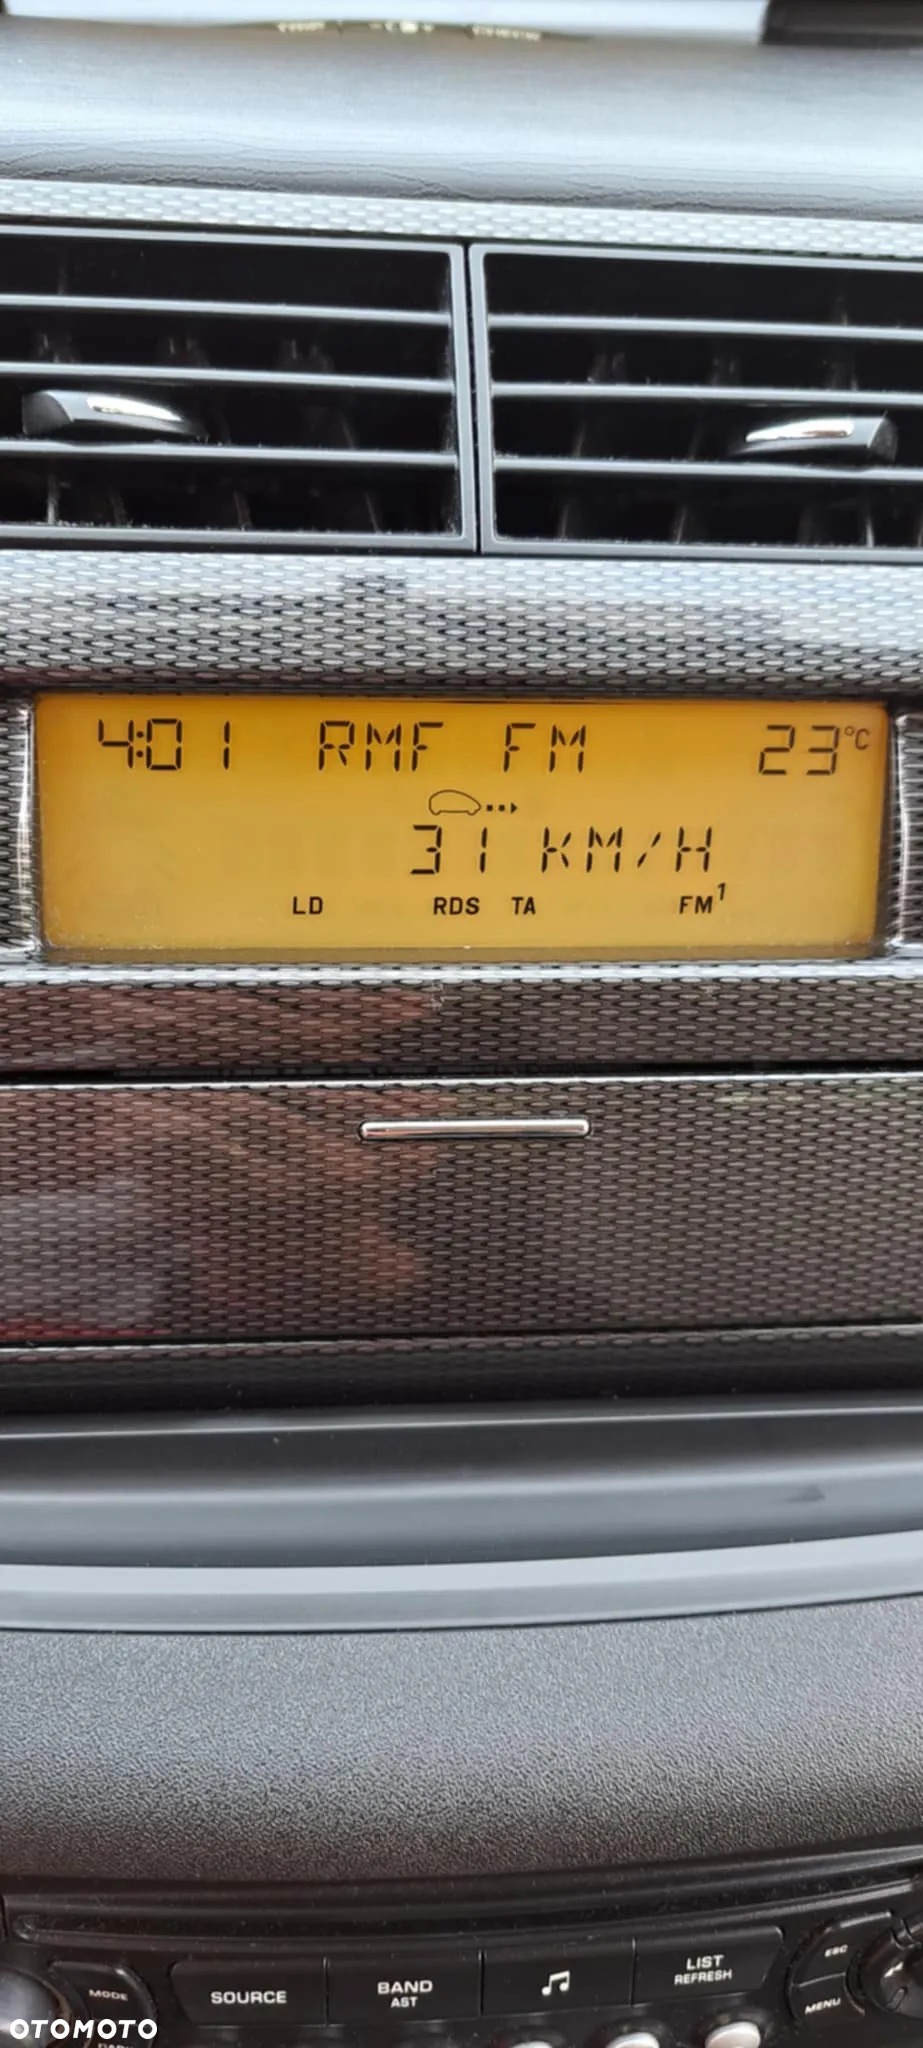 4:01 RMF FM 23°C
31 KM/H
LD RDS TA FM1
MODE
SOURCE
BAND
AST
LIST
REFRESH
ESC
MENU
DARK
OTOMOTO